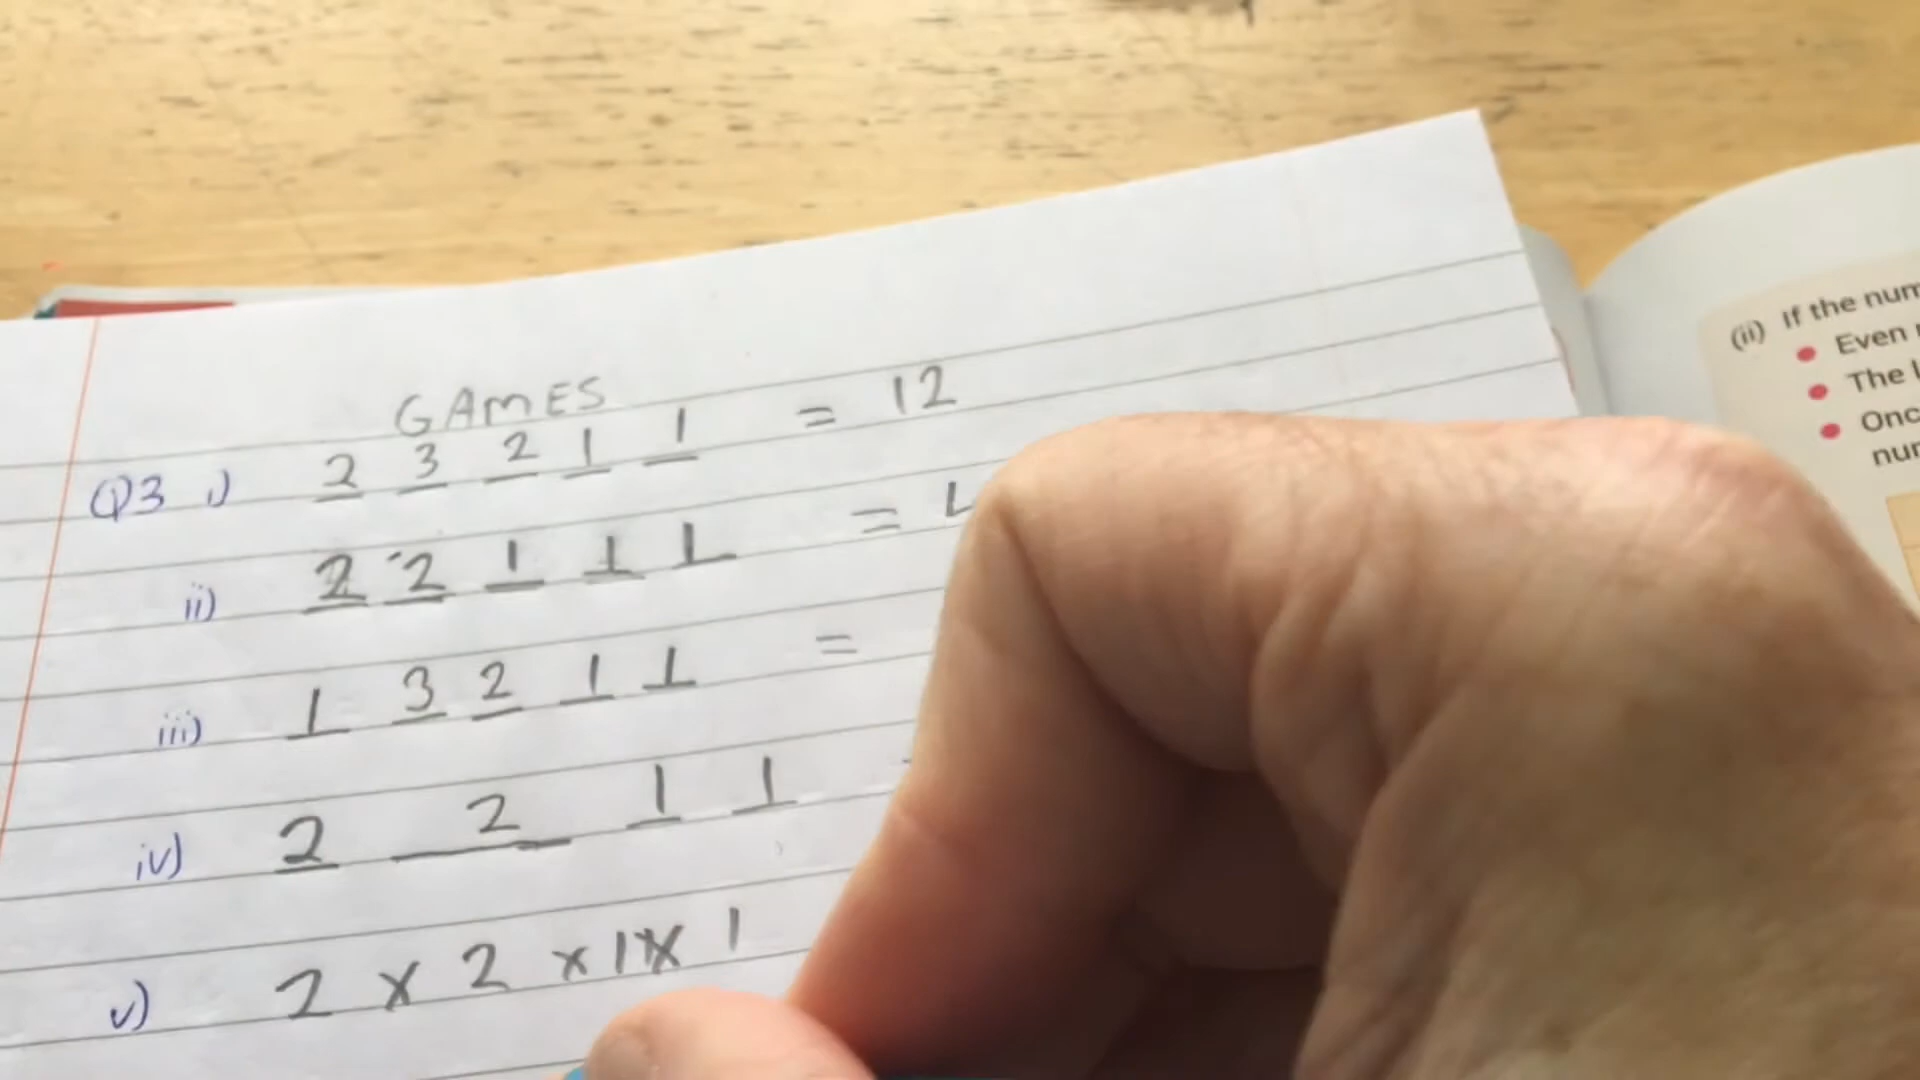 GAMES
Q3 i) 2 3 2 1 1 = 12
ii) 2 2 1 1 1 = 4
iii) 1 3 2 1 1 =
iv) 2 2 1 1
v) 2 x 2 x 1 x 1
(ii) If the num
Even
The
Onc